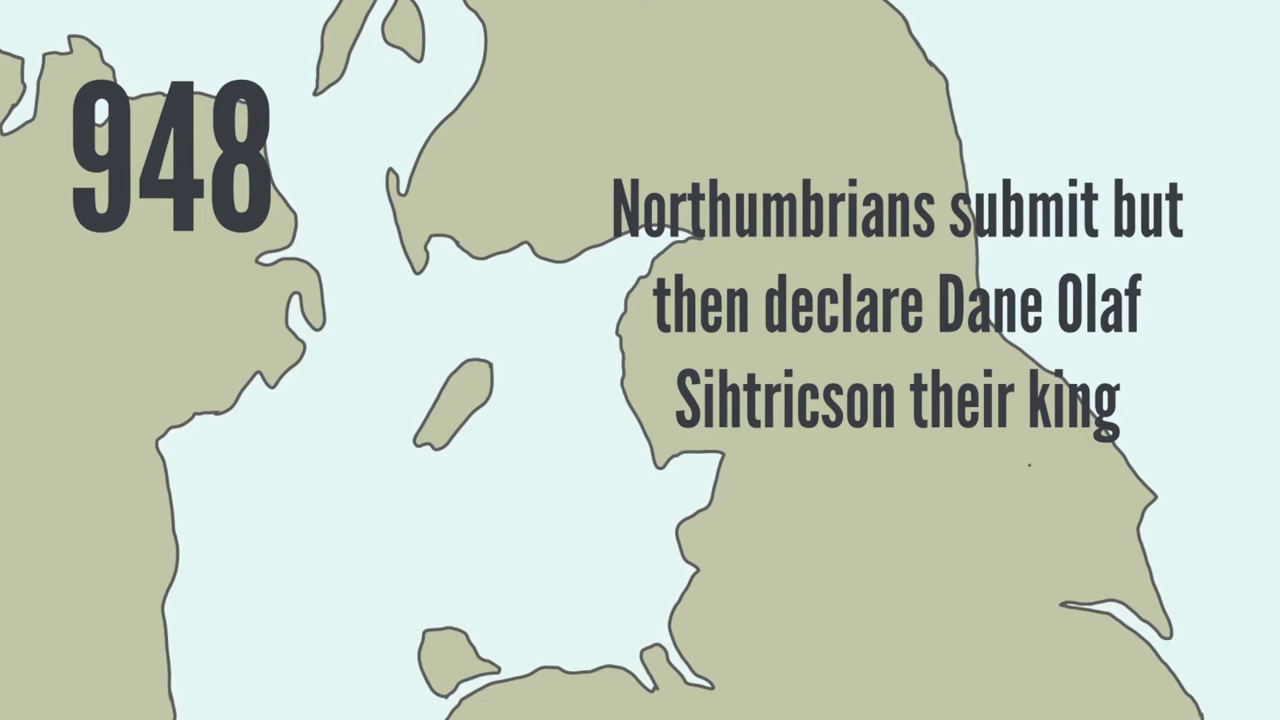 948
Northumbrians submit but
then declare Dane Olaf
Sihtricson their king